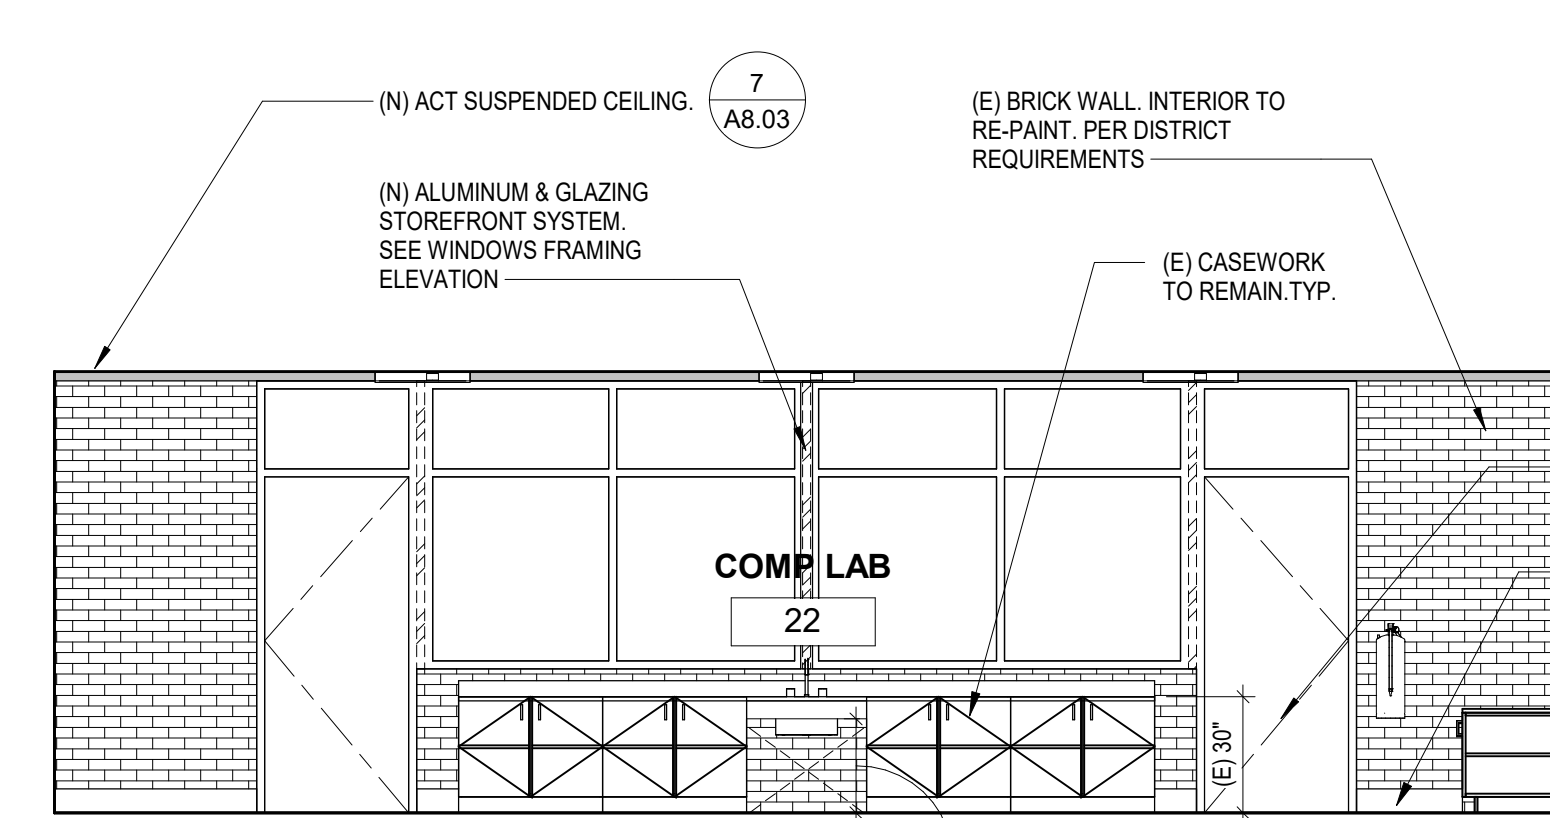 (N) ACT SUSPENDED CEILING.
7
A8.03
(E) BRICK WALL. INTERIOR TO
RE-PAINT. PER DISTRICT
REQUIREMENTS
(N) ALUMINUM & GLAZING
STOREFRONT SYSTEM.
SEE WINDOWS FRAMING
ELEVATION
(E) CASEWORK
TO REMAIN.TYP.
COMP LAB
22
(E) 30"